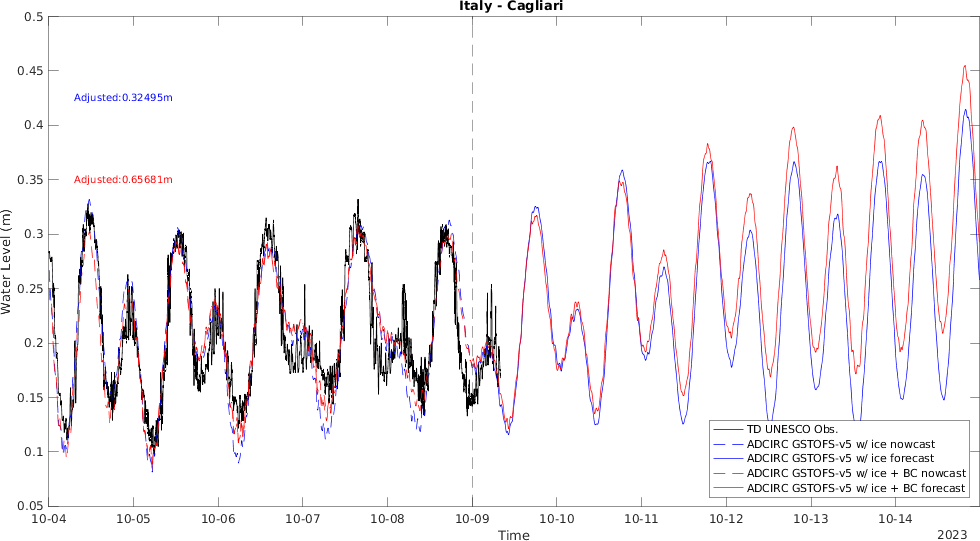 Italy - Cagliari
0.5
0.45
0.4
0.35
0.3
0.25
0.2
0.15
0.1
0.05
Water Level (m)
Adjusted:0.32495m
Adjusted:0.65681m
TD UNESCO Obs.
ADCIRC GSTOFS-v5 w/ ice nowcast
ADCIRC GSTOFS-v5 w/ ice forecast
ADCIRC GSTOFS-v5 w/ ice + BC nowcast
ADCIRC GSTOFS-v5 w/ ice + BC forecast
10-04 10-05 10-06 10-07 10-08 10-09 10-10 10-11 10-12 10-13 10-14
Time
2023